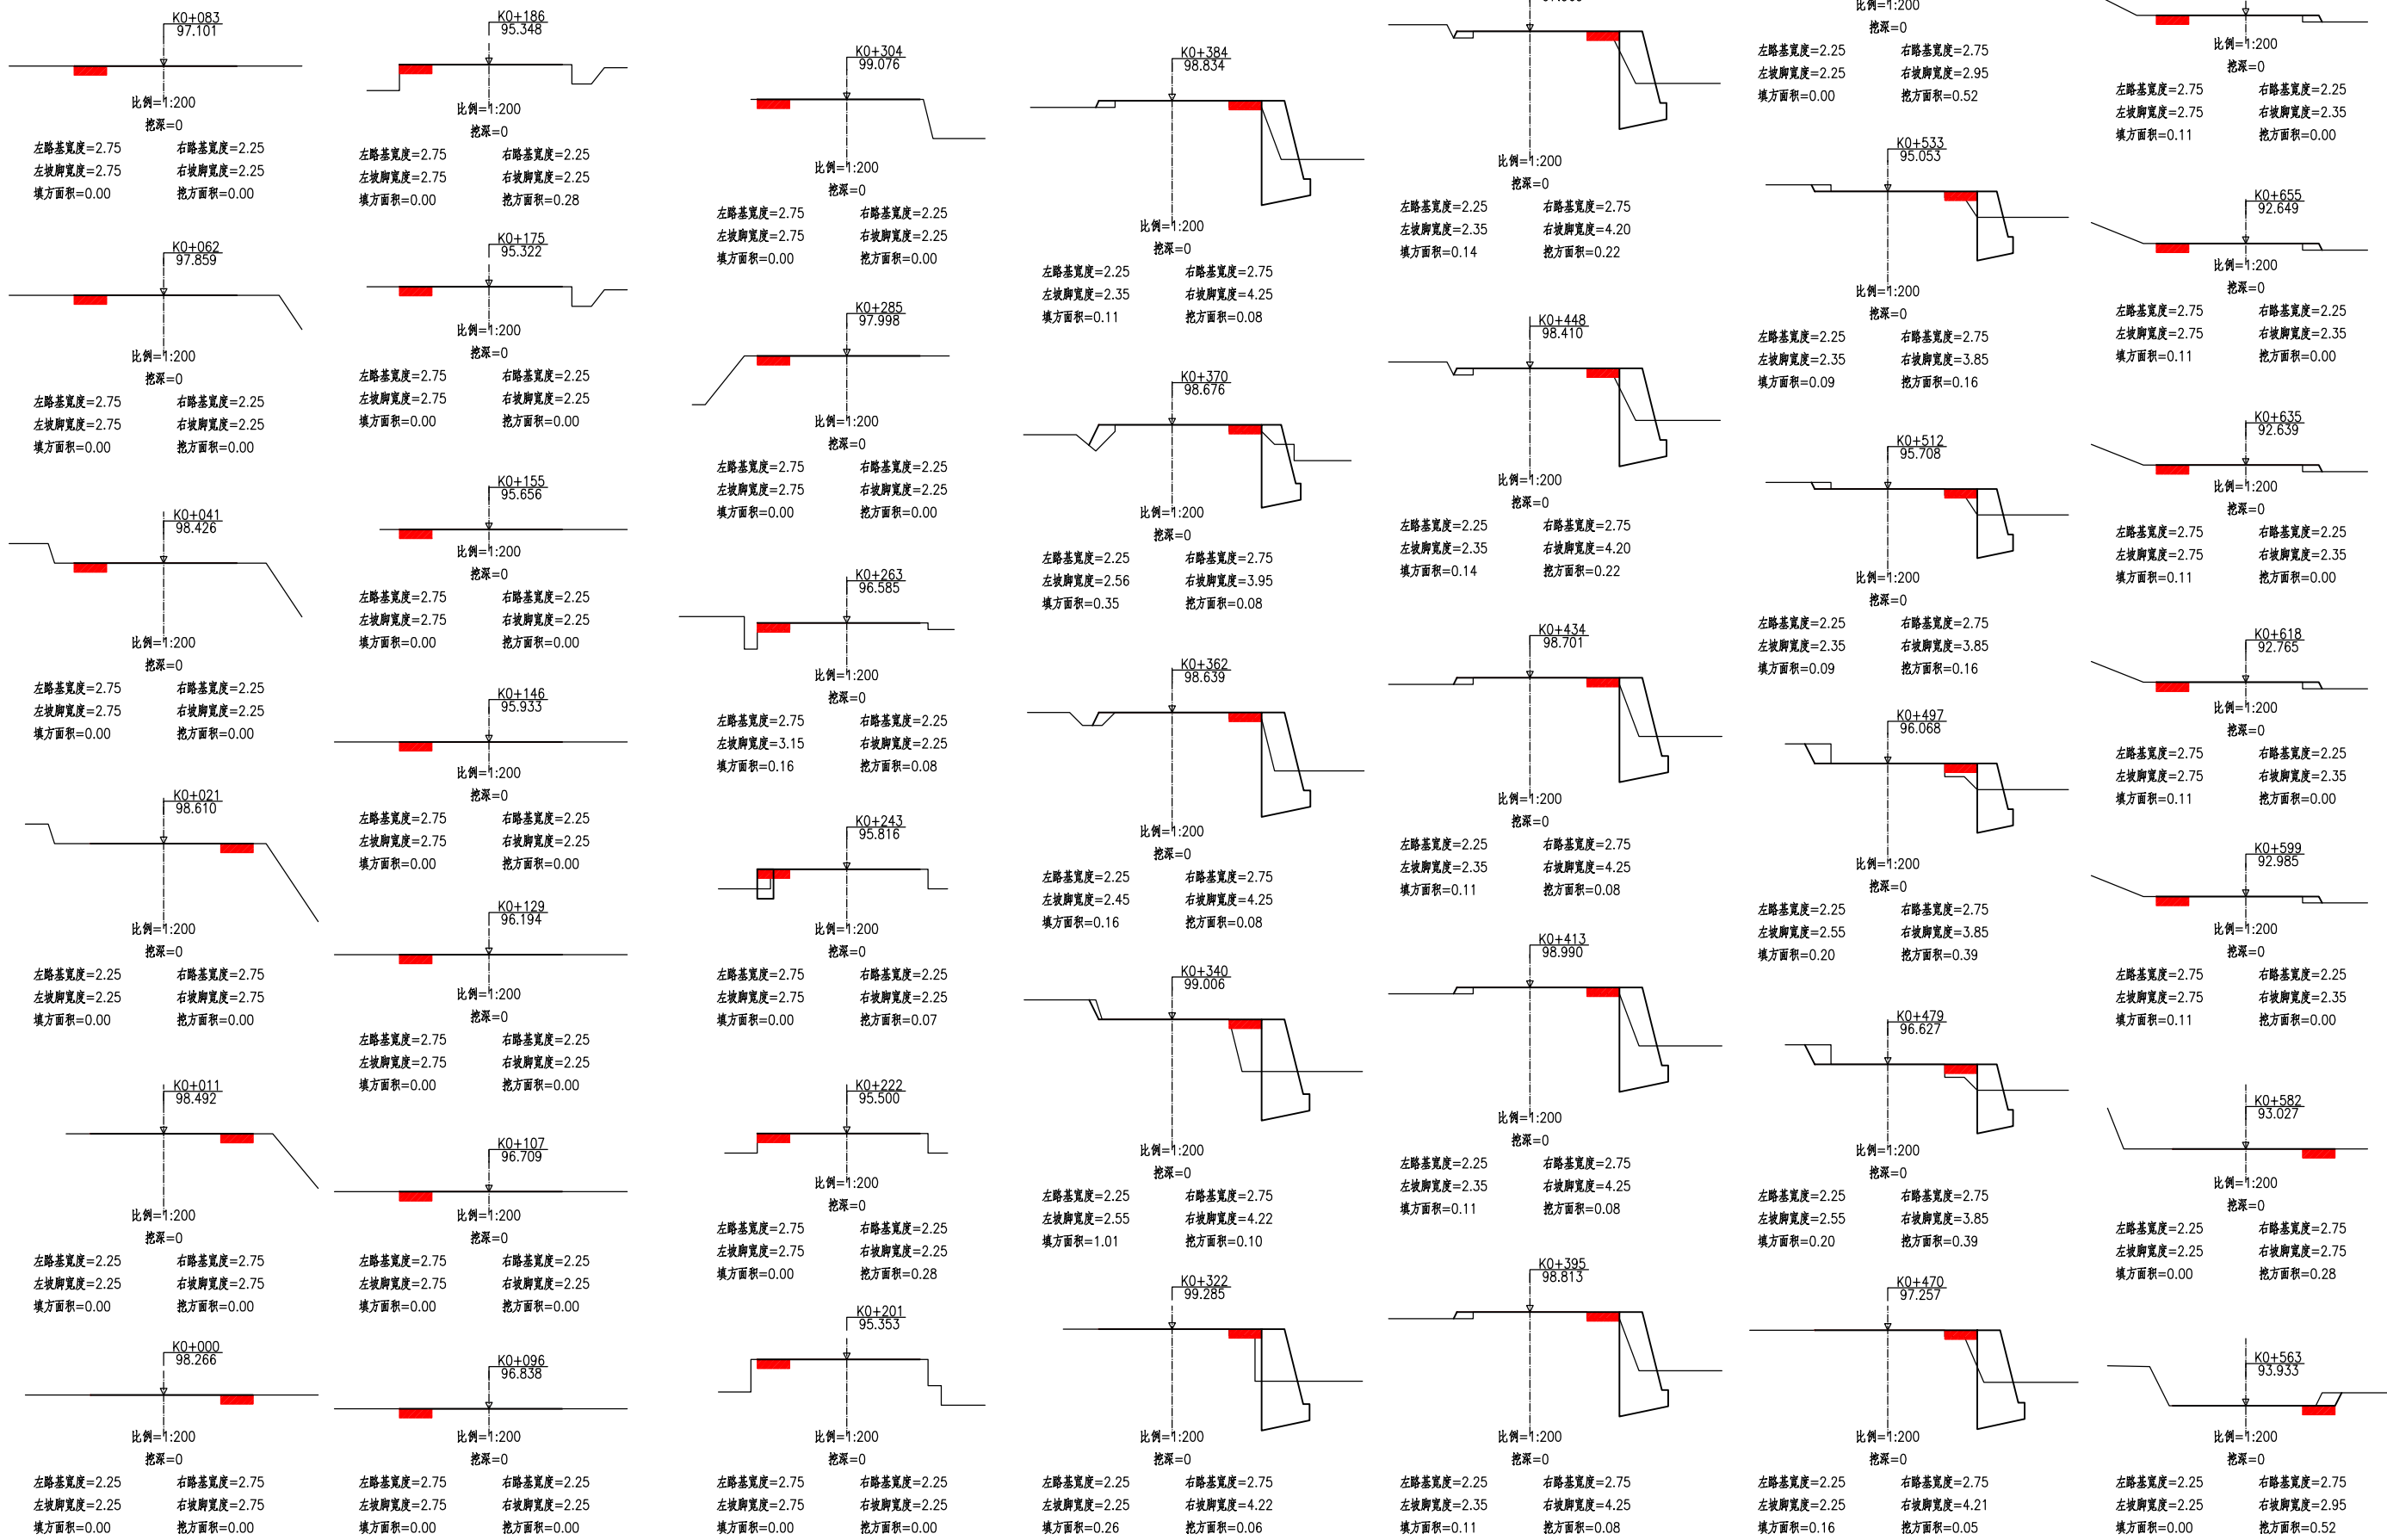 K0+083
97.101
比例=1:200
挖深=0
左路基宽度=2.75 右路基宽度=2.25
左坡脚宽度=2.75 右坡脚宽度=2.25
填方面积=0.00 挖方面积=0.00
K0+062
97.859
比例=1:200
挖深=0
左路基宽度=2.75 右路基宽度=2.25
左坡脚宽度=2.75 右坡脚宽度=2.25
填方面积=0.00 挖方面积=0.00
K0+041
98.426
比例=1:200
挖深=0
左路基宽度=2.75 右路基宽度=2.25
左坡脚宽度=2.75 右坡脚宽度=2.25
填方面积=0.00 挖方面积=0.00
K0+021
98.610
比例=1:200
挖深=0
左路基宽度=2.25 右路基宽度=2.75
左坡脚宽度=2.25 右坡脚宽度=2.75
填方面积=0.00 挖方面积=0.00
K0+011
98.492
比例=1:200
挖深=0
左路基宽度=2.25 右路基宽度=2.75
左坡脚宽度=2.25 右坡脚宽度=2.75
填方面积=0.00 挖方面积=0.00
K0+000
98.266
比例=1:200
挖深=0
左路基宽度=2.25 右路基宽度=2.75
左坡脚宽度=2.25 右坡脚宽度=2.75
填方面积=0.00 挖方面积=0.00
K0+186
95.348
比例=1:200
挖深=0
左路基宽度=2.75 右路基宽度=2.25
左坡脚宽度=2.75 右坡脚宽度=2.25
填方面积=0.00 挖方面积=0.28
K0+175
95.322
比例=1:200
挖深=0
左路基宽度=2.75 右路基宽度=2.25
左坡脚宽度=2.75 右坡脚宽度=2.25
填方面积=0.00 挖方面积=0.00
K0+155
95.656
比例=1:200
挖深=0
左路基宽度=2.75 右路基宽度=2.25
左坡脚宽度=2.75 右坡脚宽度=2.25
填方面积=0.00 挖方面积=0.00
K0+146
95.933
比例=1:200
挖深=0
左路基宽度=2.75 右路基宽度=2.25
左坡脚宽度=2.75 右坡脚宽度=2.25
填方面积=0.00 挖方面积=0.00
K0+129
96.194
比例=1:200
挖深=0
左路基宽度=2.75 右路基宽度=2.25
左坡脚宽度=2.75 右坡脚宽度=2.25
填方面积=0.00 挖方面积=0.00
K0+107
96.709
比例=1:200
挖深=0
左路基宽度=2.75 右路基宽度=2.25
左坡脚宽度=2.75 右坡脚宽度=2.25
填方面积=0.00 挖方面积=0.00
K0+096
96.838
比例=1:200
挖深=0
左路基宽度=2.75 右路基宽度=2.25
左坡脚宽度=2.75 右坡脚宽度=2.25
填方面积=0.00 挖方面积=0.00
K0+304
99.076
比例=1:200
挖深=0
左路基宽度=2.75 右路基宽度=2.25
左坡脚宽度=2.75 右坡脚宽度=2.25
填方面积=0.00 挖方面积=0.00
K0+285
97.998
比例=1:200
挖深=0
左路基宽度=2.75 右路基宽度=2.25
左坡脚宽度=2.75 右坡脚宽度=2.25
填方面积=0.00 挖方面积=0.00
K0+263
96.585
比例=1:200
挖深=0
左路基宽度=2.75 右路基宽度=2.25
左坡脚宽度=3.15 右坡脚宽度=2.25
填方面积=0.16 挖方面积=0.08
K0+243
95.816
比例=1:200
挖深=0
左路基宽度=2.75 右路基宽度=2.25
左坡脚宽度=2.75 右坡脚宽度=2.25
填方面积=0.00 挖方面积=0.07
K0+222
95.500
比例=1:200
挖深=0
左路基宽度=2.75 右路基宽度=2.25
左坡脚宽度=2.75 右坡脚宽度=2.25
填方面积=0.00 挖方面积=0.28
K0+201
95.353
比例=1:200
挖深=0
左路基宽度=2.75 右路基宽度=2.25
左坡脚宽度=2.75 右坡脚宽度=2.25
填方面积=0.00 挖方面积=0.00
K0+384
98.834
比例=1:200
挖深=0
左路基宽度=2.25 右路基宽度=2.75
左坡脚宽度=2.35 右坡脚宽度=4.25
填方面积=0.11 挖方面积=0.08
K0+370
98.676
比例=1:200
挖深=0
左路基宽度=2.25 右路基宽度=2.75
左坡脚宽度=2.56 右坡脚宽度=3.95
填方面积=0.35 挖方面积=0.08
K0+362
98.639
比例=1:200
挖深=0
左路基宽度=2.25 右路基宽度=2.75
左坡脚宽度=2.45 右坡脚宽度=4.25
填方面积=0.16 挖方面积=0.08
K0+340
99.006
比例=1:200
挖深=0
左路基宽度=2.25 右路基宽度=2.75
左坡脚宽度=2.55 右坡脚宽度=4.22
填方面积=1.01 挖方面积=0.10
K0+322
99.285
比例=1:200
挖深=0
左路基宽度=2.25 右路基宽度=2.75
左坡脚宽度=2.25 右坡脚宽度=4.22
填方面积=0.26 挖方面积=0.06
比例=1:200
挖深=0
左路基宽度=2.25 右路基宽度=2.75
左坡脚宽度=2.35 右坡脚宽度=4.20
填方面积=0.14 挖方面积=0.22
K0+448
98.410
比例=1:200
挖深=0
左路基宽度=2.25 右路基宽度=2.75
左坡脚宽度=2.35 右坡脚宽度=4.20
填方面积=0.14 挖方面积=0.22
K0+434
98.701
比例=1:200
挖深=0
左路基宽度=2.25 右路基宽度=2.75
左坡脚宽度=2.35 右坡脚宽度=4.25
填方面积=0.11 挖方面积=0.08
K0+413
98.990
比例=1:200
挖深=0
左路基宽度=2.25 右路基宽度=2.75
左坡脚宽度=2.35 右坡脚宽度=4.25
填方面积=0.11 挖方面积=0.08
K0+395
98.813
比例=1:200
挖深=0
左路基宽度=2.25 右路基宽度=2.75
左坡脚宽度=2.35 右坡脚宽度=4.25
填方面积=0.11 挖方面积=0.08
比例=1:200
挖深=0
左路基宽度=2.25 右路基宽度=2.75
左坡脚宽度=2.25 右坡脚宽度=2.95
填方面积=0.00 挖方面积=0.52
K0+533
95.053
比例=1:200
挖深=0
左路基宽度=2.25 右路基宽度=2.75
左坡脚宽度=2.35 右坡脚宽度=3.85
填方面积=0.09 挖方面积=0.16
K0+512
95.708
比例=1:200
挖深=0
左路基宽度=2.25 右路基宽度=2.75
左坡脚宽度=2.35 右坡脚宽度=3.85
填方面积=0.09 挖方面积=0.16
K0+497
96.068
比例=1:200
挖深=0
左路基宽度=2.25 右路基宽度=2.75
左坡脚宽度=2.55 右坡脚宽度=3.85
填方面积=0.20 挖方面积=0.39
K0+479
96.627
比例=1:200
挖深=0
左路基宽度=2.25 右路基宽度=2.75
左坡脚宽度=2.55 右坡脚宽度=3.85
填方面积=0.20 挖方面积=0.39
K0+470
97.257
比例=1:200
挖深=0
左路基宽度=2.25 右路基宽度=2.75
左坡脚宽度=2.25 右坡脚宽度=4.21
填方面积=0.16 挖方面积=0.05
比例=1:200
挖深=0
左路基宽度=2.75 右路基宽度=2.25
左坡脚宽度=2.75 右坡脚宽度=2.35
填方面积=0.11 挖方面积=0.00
K0+655
92.649
比例=1:200
挖深=0
左路基宽度=2.75 右路基宽度=2.25
左坡脚宽度=2.75 右坡脚宽度=2.35
填方面积=0.11 挖方面积=0.00
K0+635
92.639
比例=1:200
挖深=0
左路基宽度=2.75 右路基宽度=2.25
左坡脚宽度=2.75 右坡脚宽度=2.35
填方面积=0.11 挖方面积=0.00
K0+618
92.765
比例=1:200
挖深=0
左路基宽度=2.75 右路基宽度=2.25
左坡脚宽度=2.75 右坡脚宽度=2.35
填方面积=0.11 挖方面积=0.00
K0+599
92.985
比例=1:200
挖深=0
左路基宽度=2.75 右路基宽度=2.25
左坡脚宽度=2.75 右坡脚宽度=2.35
填方面积=0.11 挖方面积=0.00
K0+582
93.027
比例=1:200
挖深=0
左路基宽度=2.25 右路基宽度=2.75
左坡脚宽度=2.25 右坡脚宽度=2.75
填方面积=0.00 挖方面积=0.28
K0+563
93.933
比例=1:200
挖深=0
左路基宽度=2.25 右路基宽度=2.75
左坡脚宽度=2.25 右坡脚宽度=2.95
填方面积=0.00 挖方面积=0.52